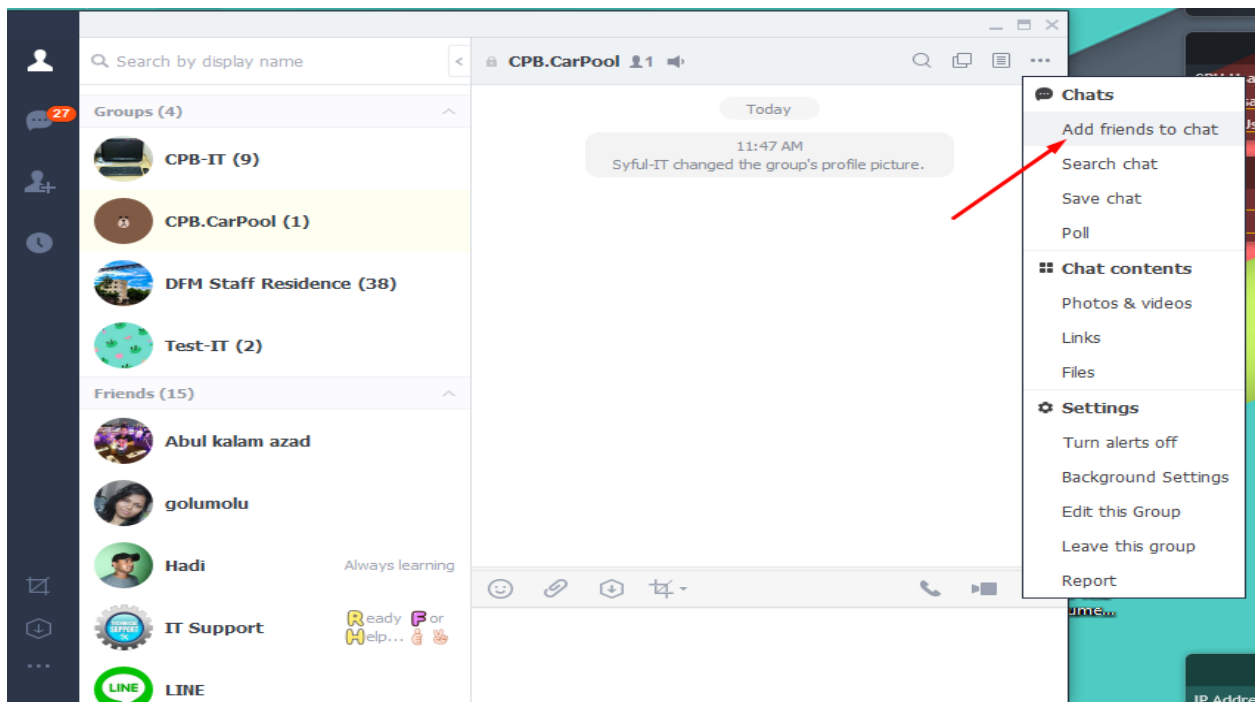 Search by display name
<
CPB.CarPool 1
27
Groups (4)
CPB-IT (9)
CPB.CarPool (1)
DFM Staff Residence (38)
Test-IT (2)
Friends (15)
Abul kalam azad
golumolu
Hadi
Always learning
IT Support
Ready For
Help...
LINE
LINE
Today
11:47 AM
Syful-IT changed the group's profile picture.
Chats
Add friends to chat
Search chat
Save chat
Poll
Chat contents
Photos & videos
Links
Files
Settings
Turn alerts off
Background Settings
Edit this Group
Leave this group
Report
IP Addre